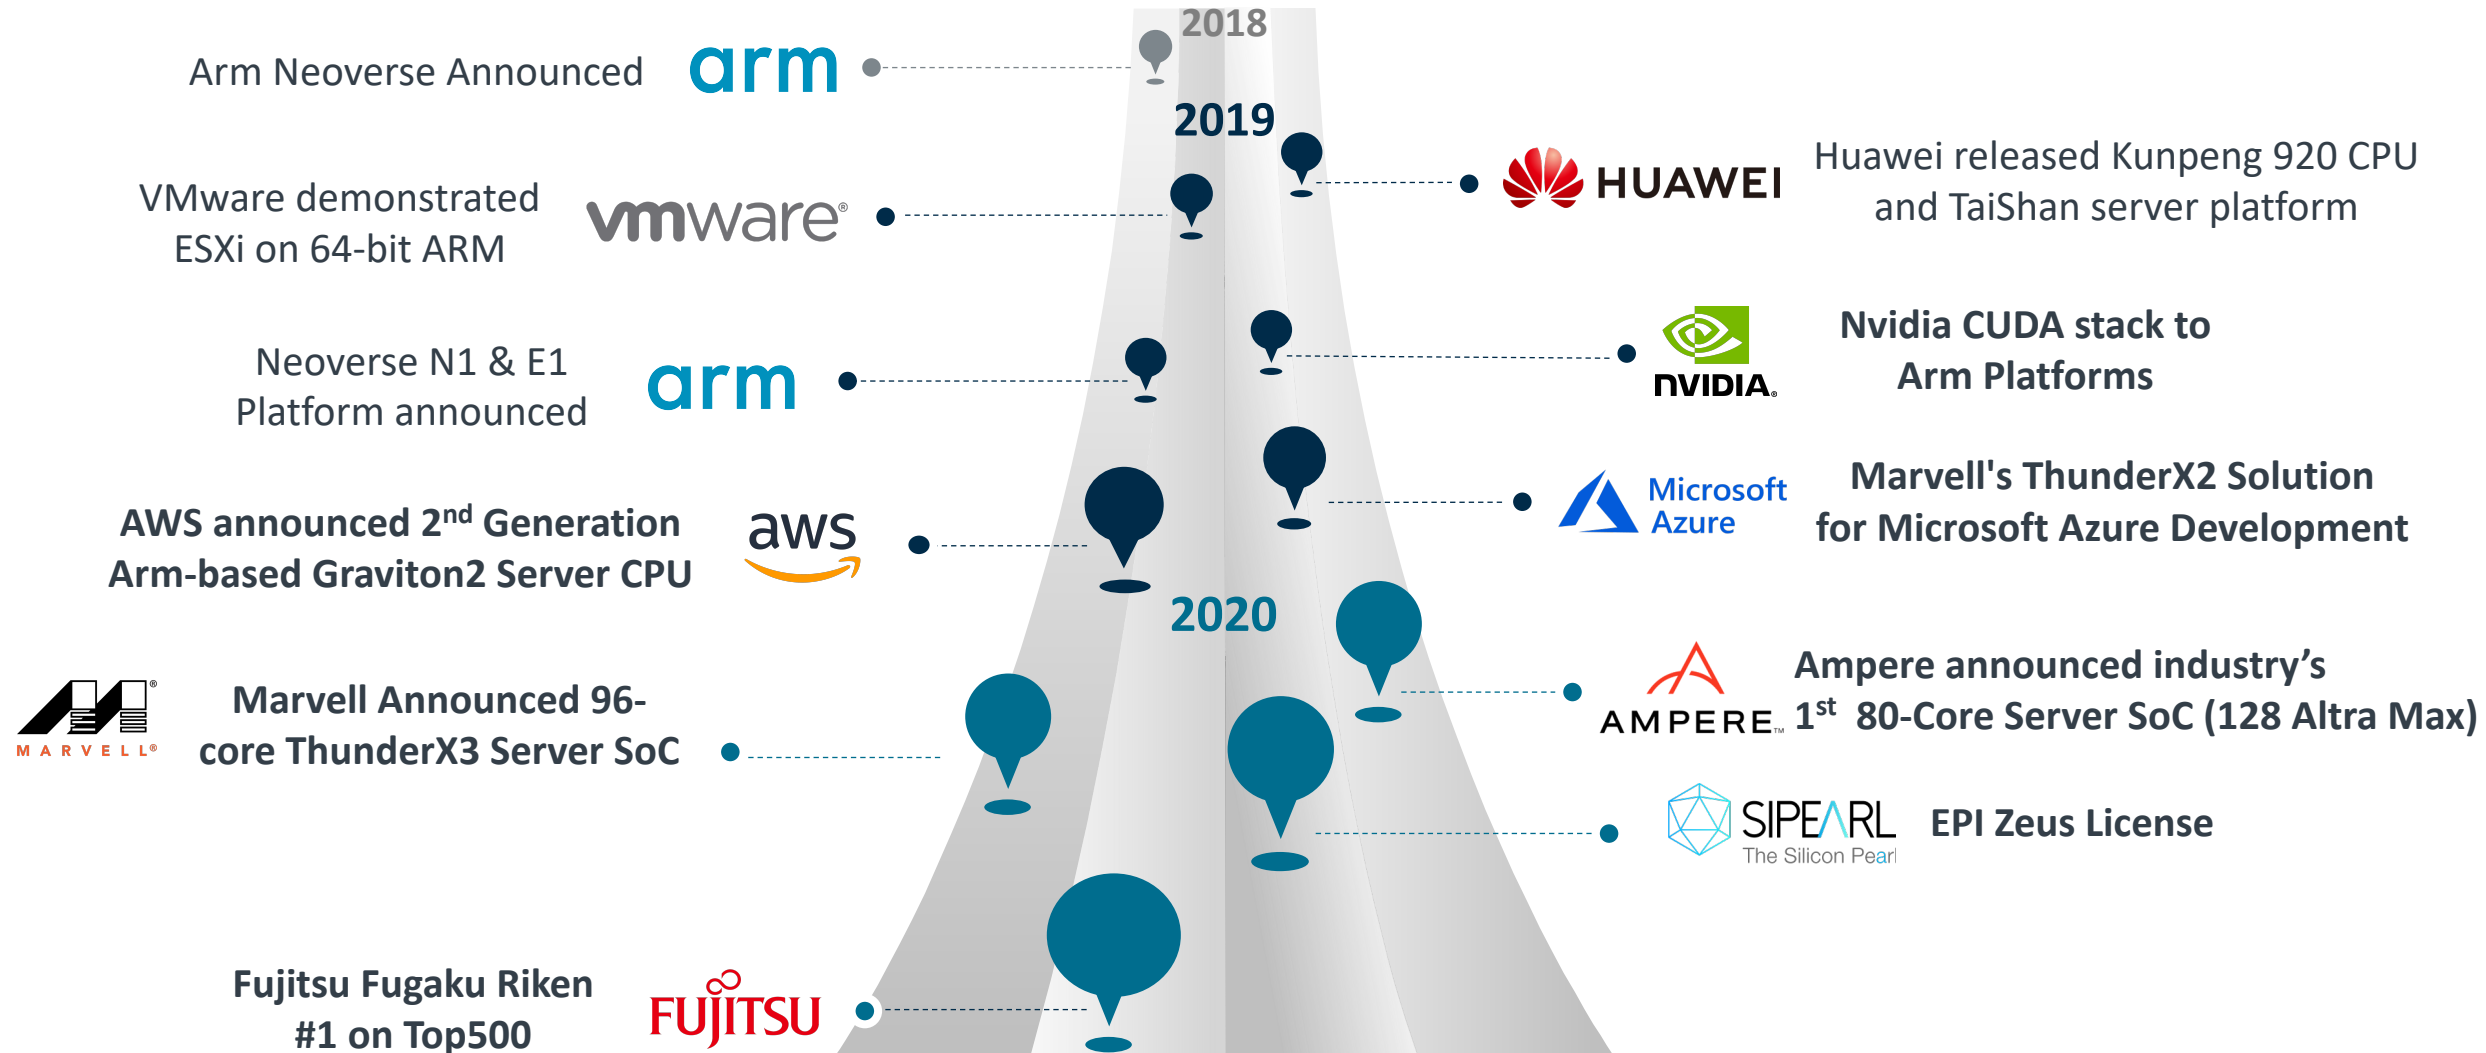 2018
Arm Neoverse Announced
arm
2019
HUAWEI
Huawei released Kunpeng 920 CPU
and TaiShan server platform
VMware demonstrated
ESXi on 64-bit ARM
vmware®
Nvidia CUDA stack to
Arm Platforms
NVIDIA®
Neoverse N1 & E1
Platform announced
arm
Microsoft
Azure
Marvell's ThunderX2 Solution
for Microsoft Azure Development
AWS announced 2nd Generation
Arm-based Graviton2 Server CPU
aws
2020
AMPERE™
Ampere announced industry’s
1st 80-Core Server SoC (128 Altra Max)
MARVELL®
Marvell Announced 96-
core ThunderX3 Server SoC
SIPEARL
The Silicon Pearl
EPI Zeus License
Fujitsu Fugaku Riken
#1 on Top500
FUJITSU